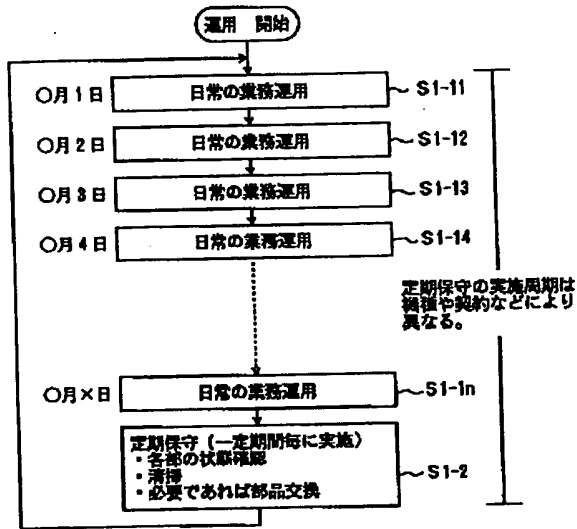 運用 開始
〇月1日
日常の業務運用
S1-11
〇月2日
日常の業務運用
S1-12
〇月3日
日常の業務運用
S1-13
〇月4日
日常の業務運用
S1-14
定期保守の実施周期は
機種や契約などにより
異なる。
〇月×日
日常の業務運用
S1-1n
定期保守(一定期間毎に実施)
・各部の状態確認
・清掃
・必要であれば部品交換
S1-2